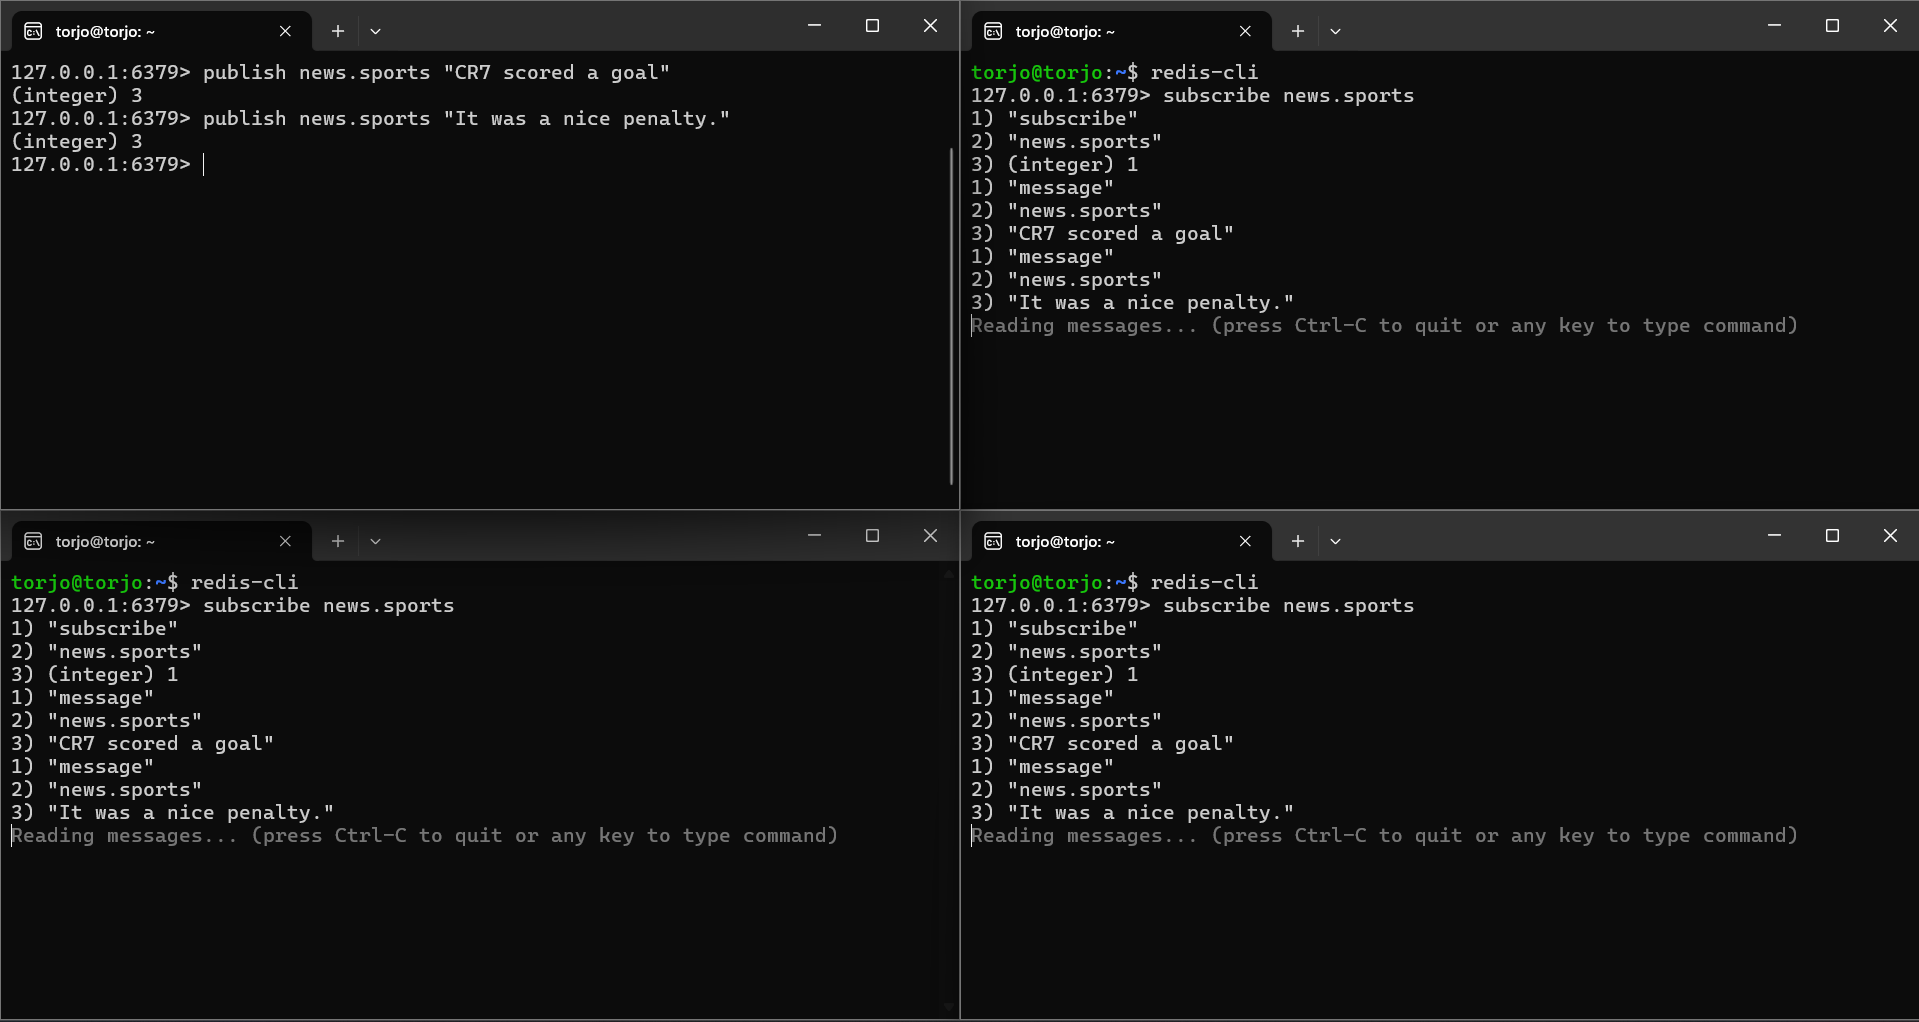 torjo@torjo: ~
127.0.0.1:6379> publish news.sports "CR7 scored a goal"
(integer) 3
127.0.0.1:6379> publish news.sports "It was a nice penalty."
(integer) 3
127.0.0.1:6379>
torjo@torjo: ~
torjo@torjo:~$ redis-cli
127.0.0.1:6379> subscribe news.sports
1) "subscribe"
2) "news.sports"
3) (integer) 1
1) "message"
2) "news.sports"
3) "CR7 scored a goal"
1) "message"
2) "news.sports"
3) "It was a nice penalty."
Reading messages... (press Ctrl-C to quit or any key to type command)
torjo@torjo: ~
torjo@torjo:~$ redis-cli
127.0.0.1:6379> subscribe news.sports
1) "subscribe"
2) "news.sports"
3) (integer) 1
1) "message"
2) "news.sports"
3) "CR7 scored a goal"
1) "message"
2) "news.sports"
3) "It was a nice penalty."
Reading messages... (press Ctrl-C to quit or any key to type command)
torjo@torjo: ~
torjo@torjo:~$ redis-cli
127.0.0.1:6379> subscribe news.sports
1) "subscribe"
2) "news.sports"
3) (integer) 1
1) "message"
2) "news.sports"
3) "CR7 scored a goal"
1) "message"
2) "news.sports"
3) "It was a nice penalty."
Reading messages... (press Ctrl-C to quit or any key to type command)